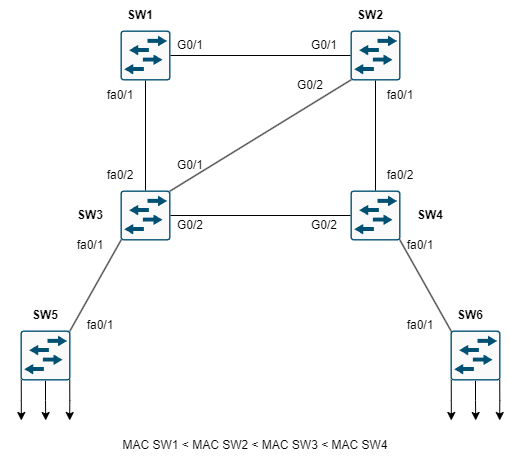 SW1 SW2
G0/1 G0/1
G0/2
fa0/1 fa0/1
G0/1
fa0/2 fa0/2
SW3 SW4
G0/2 G0/2
fa0/1 fa0/1
SW5 SW6
fa0/1 fa0/1
MAC SW1 < MAC SW2 < MAC SW3 < MAC SW4